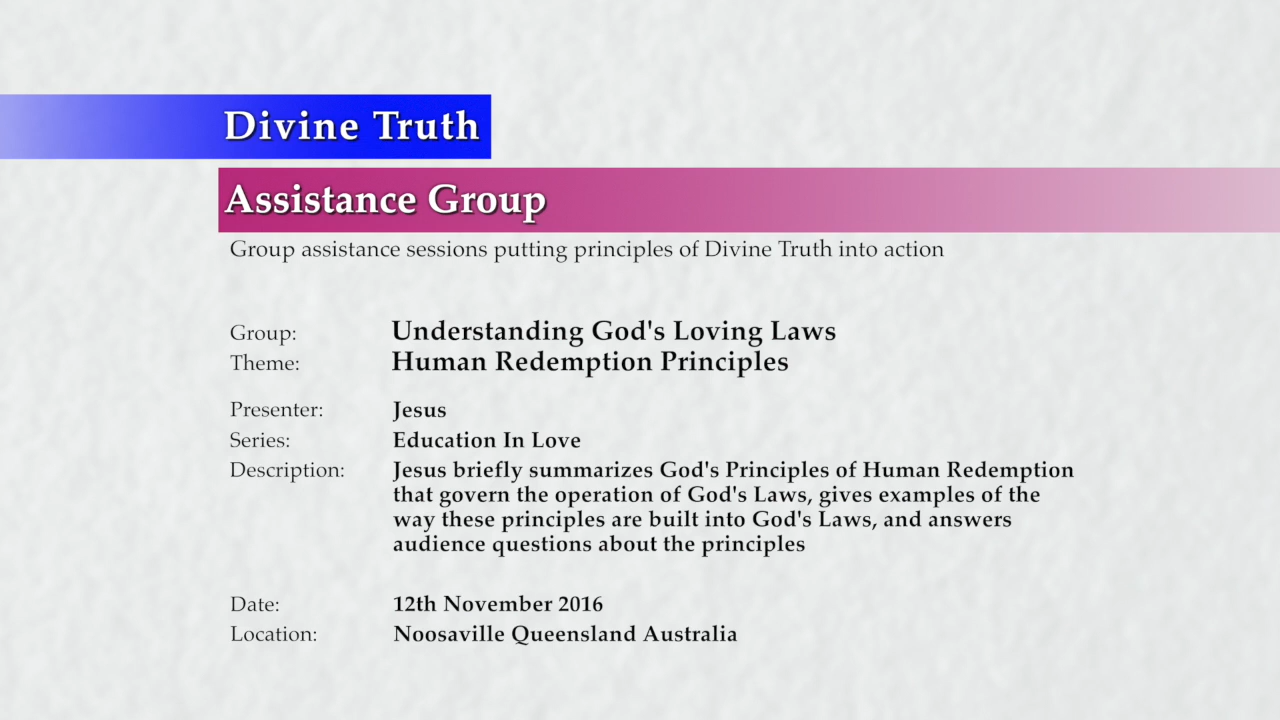 Divine Truth
Assistance Group
Group assistance sessions putting principles of Divine Truth into action
Group: Understanding God's Loving Laws
Theme: Human Redemption Principles
Presenter: Jesus
Series: Education In Love
Description: Jesus briefly summarizes God's Principles of Human Redemption
that govern the operation of God's Laws, gives examples of the
way these principles are built into God's Laws, and answers
audience questions about the principles
Date: 12th November 2016
Location: Noosaville Queensland Australia